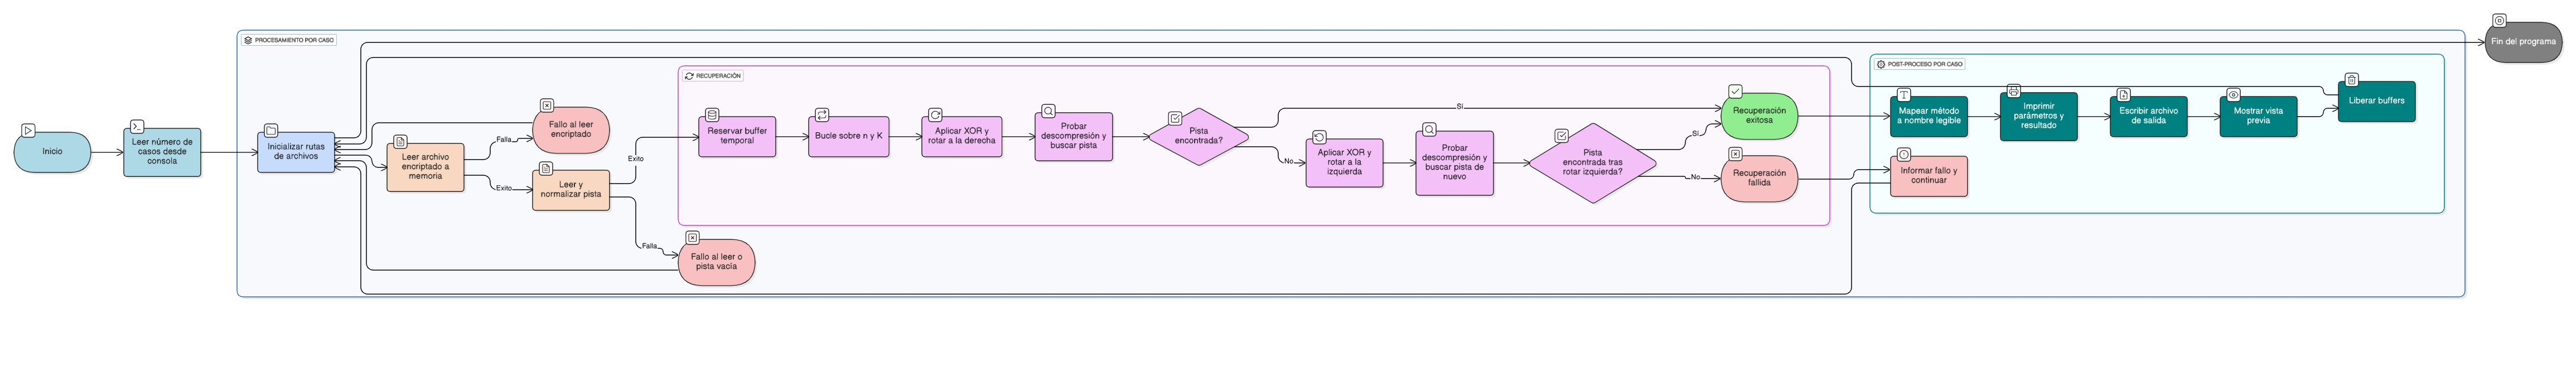 Fin del programa
PROCESAMIENTO POR CASO
POST-PROCESO POR CASO
RECUPERACIÓN
Inicio
Leer número de
casos desde
consola
Inicializar rutas
de archivos
Leer archivo
encriptado a
memoria
Falla
Fallo al leer
encriptado
Exito
Leer y
normalizar pista
Exito
Falla
Fallo al leer o
pista vacía
Reservar buffer
temporal
Bucle sobre n y K
Aplicar XOR y
rotar a la derecha
Probar
descompresión y
buscar pista
Pista
encontrada?
Sí
No
Aplicar XOR y
rotar a la
izquierda
Probar
descompresión y
buscar pista de
nuevo
Pista
encontrada tras
rotar izquierda?
Sí
No
Recuperación
exitosa
Recuperación
fallida
Mapear método
a nombre legible
Imprimir
parámetros y
resultado
Escribir archivo
de salida
Mostrar vista
previa
Liberar buffers
Informar fallo y
continuar